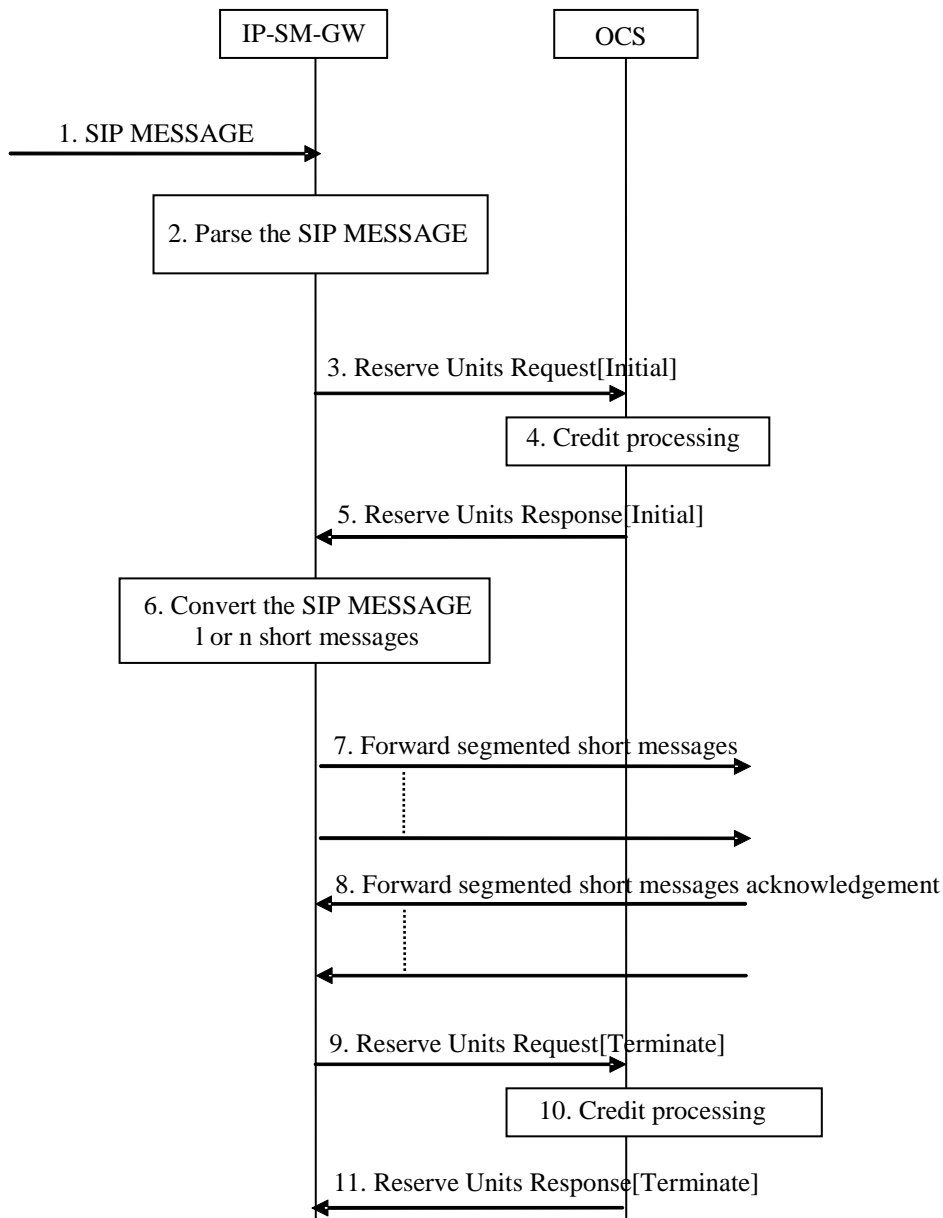 IP-SM-GW
OCS
1. SIP MESSAGE
2. Parse the SIP MESSAGE
3. Reserve Units Request[Initial]
4. Credit processing
5. Reserve Units Response[Initial]
6. Convert the SIP MESSAGE
l or n short messages
7. Forward segmented short messages
8. Forward segmented short messages acknowledgement
9. Reserve Units Request[Terminate]
10. Credit processing
11. Reserve Units Response[Terminate]